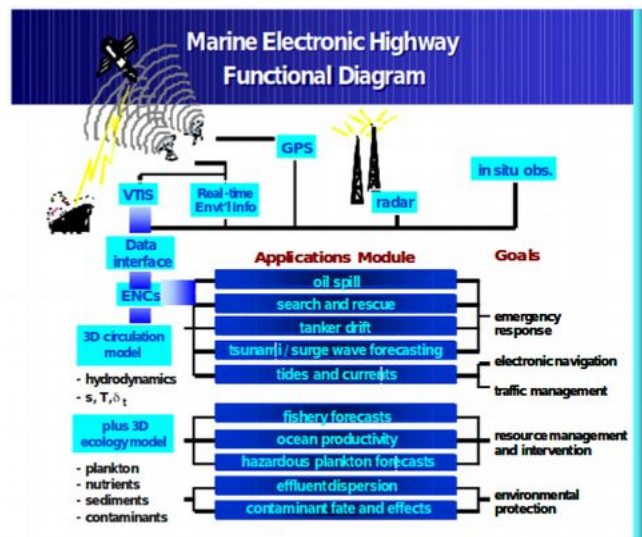 Marine Electronic Highway
Functional Diagram
GPS
VTIS
Real-time
Envt'l Info
radar
in situ obs.
Data
interface
Applications Module
Goals
ENCs
oil spill
search and rescue
tanker drift
tsunami / surge wave forecasting
tides and currents
emergency
response
electronic navigation
traffic management
3D circulation
model
- hydrodynamics
- s, T, δt
fishery forecasts
ocean productivity
hazardous plankton forecasts
resource management
and intervention
plus 3D
ecology model
- plankton
- nutrients
- sediments
- contaminants
effluent dispersion
contaminant fate and effects
environmental
protection